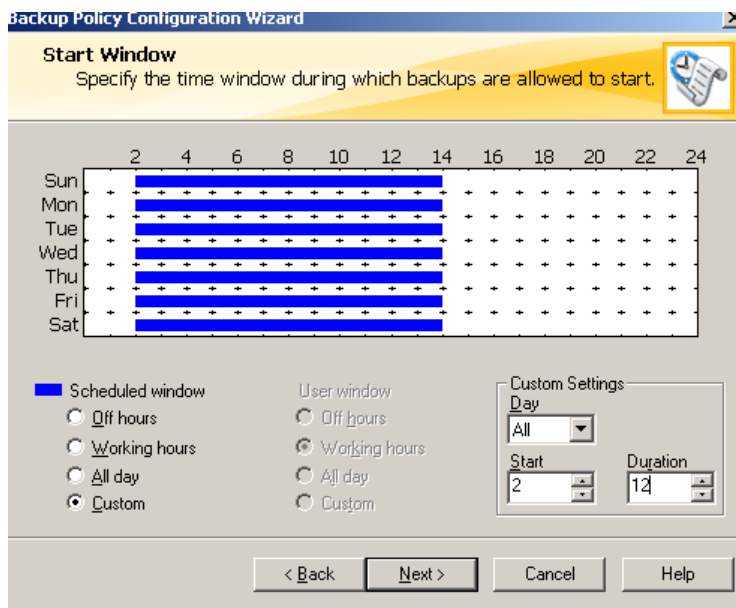 Backup Policy Configuration Wizard
Start Window
Specify the time window during which backups are allowed to start.
2 4 6 8 10 12 14 16 18 20 22 24
Sun
Mon
Tue
Wed
Thu
Fri
Sat
Scheduled window
Off hours
Working hours
All day
Custom
User window
Off hours
Working hours
All day
Custom
Custom Settings
Day
All
Start
2
Duration
12
< Back
Next >
Cancel
Help